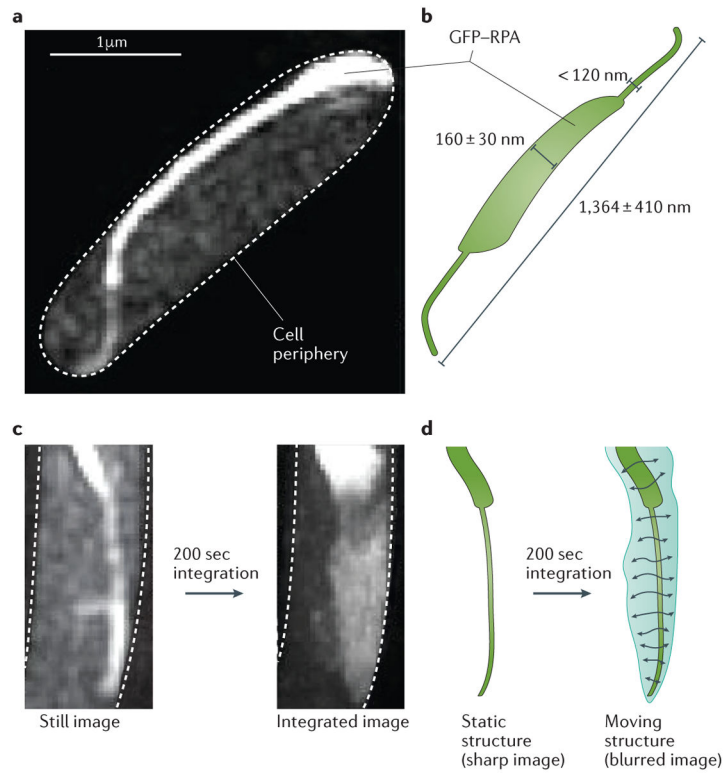 a
1μm
Cell
periphery
b
GFP–RPA
< 120 nm
160 ± 30 nm
1,364 ± 410 nm
c
200 sec
integration
Still image
Integrated image
d
200 sec
integration
Static
structure
(sharp image)
Moving
structure
(blurred image)